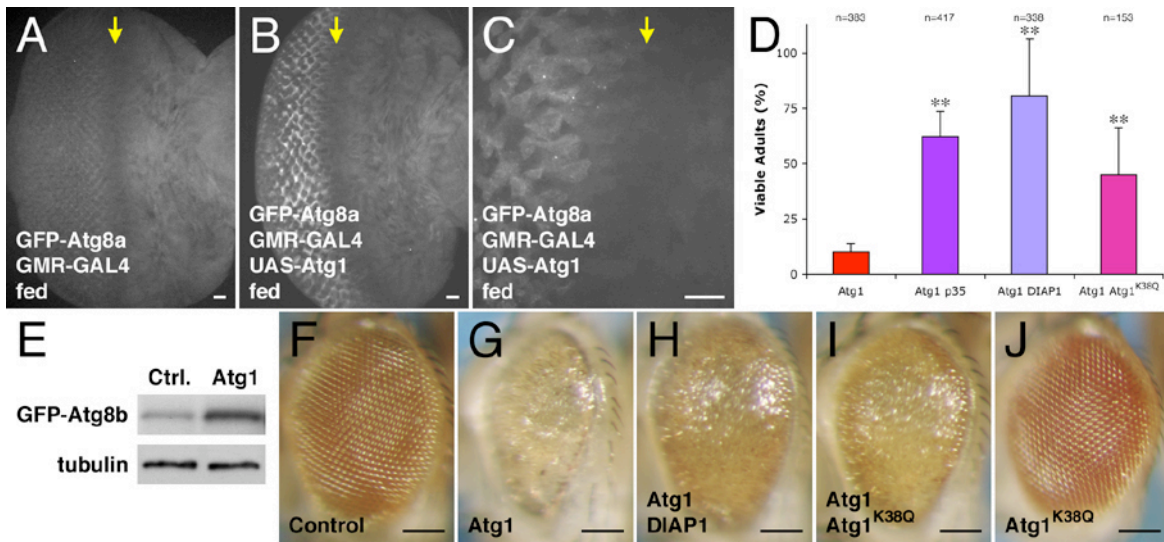 A
GFP-Atg8a
GMR-GAL4
fed
B
GFP-Atg8a
GMR-GAL4
UAS-Atg1
fed
C
GFP-Atg8a
GMR-GAL4
UAS-Atg1
fed
D
n=383 n=417 n=338 n=153
Viable Adults (%)
100
75
50
25
0
** ** **
Atg1 Atg1 p35 Atg1 DIAP1 Atg1 Atg1K38Q
E
Ctrl. Atg1
GFP-Atg8b
tubulin
F
Control
G
Atg1
H
Atg1
DIAP1
I
Atg1
Atg1K38Q
J
Atg1K38Q